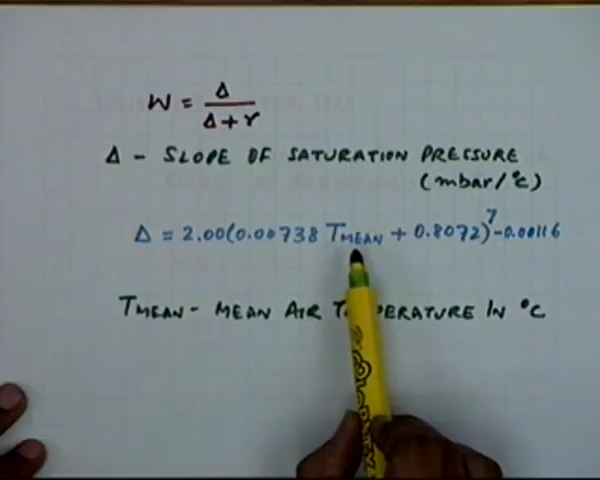 W = Δ / (Δ + γ)
Δ - SLOPE OF SATURATION PRESSURE
(mbar/°C)
Δ = 2.00(0.00738 TMEAN + 0.8072)⁷ - 0.00116
TMEAN - MEAN AIR T PERATURE IN °C